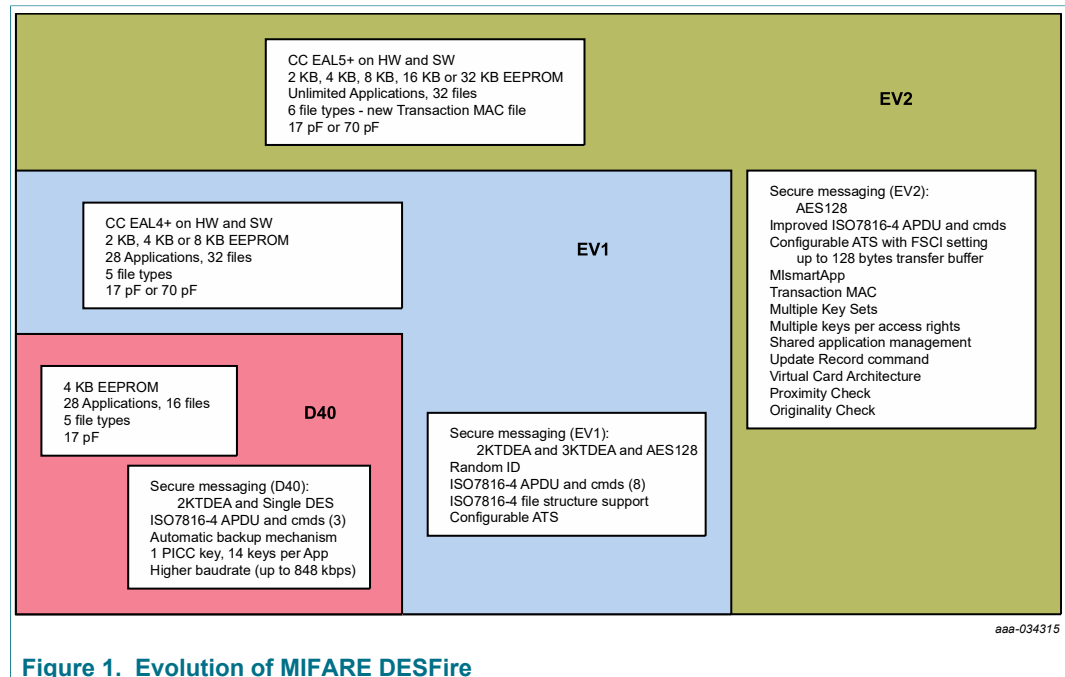 CC EAL5+ on HW and SW
2 KB, 4 KB, 8 KB, 16 KB or 32 KB EEPROM
Unlimited Applications, 32 files
6 file types - new Transaction MAC file
17 pF or 70 pF
EV2
Secure messaging (EV2):
AES128
Improved ISO7816-4 APDU and cmds
Configurable ATS with FSCI setting
up to 128 bytes transfer buffer
MIsmartApp
Transaction MAC
Multiple Key Sets
Multiple keys per access rights
Shared application management
Update Record command
Virtual Card Architecture
Proximity Check
Originality Check
CC EAL4+ on HW and SW
2 KB, 4 KB or 8 KB EEPROM
28 Applications, 32 files
5 file types
17 pF or 70 pF
EV1
Secure messaging (EV1):
2KTDEA and 3KTDEA and AES128
Random ID
ISO7816-4 APDU and cmds (8)
ISO7816-4 file structure support
Configurable ATS
4 KB EEPROM
28 Applications, 16 files
5 file types
17 pF
D40
Secure messaging (D40):
2KTDEA and Single DES
ISO7816-4 APDU and cmds (3)
Automatic backup mechanism
1 PICC key, 14 keys per App
Higher baudrate (up to 848 kbps)
aaa-034315
Figure 1. Evolution of MIFARE DESFire